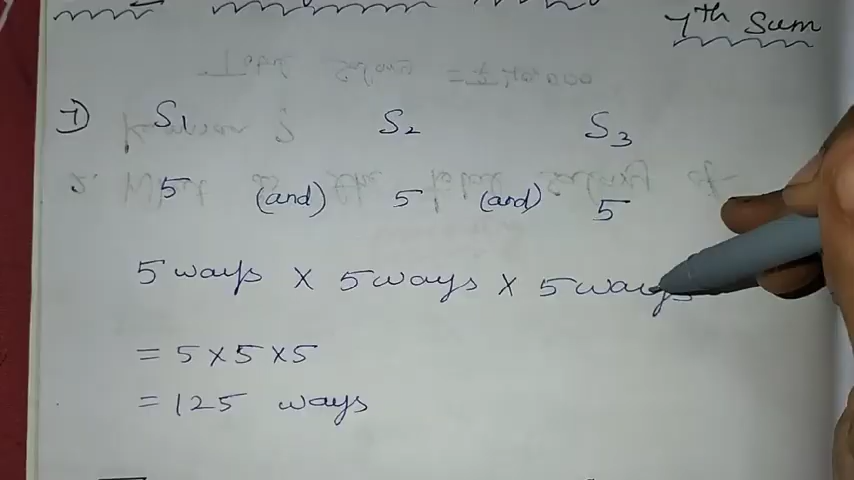 7th Sum
7) S1 S2 S3
5 (and) 5 (and) 5
5 ways × 5 ways × 5 ways
= 5 × 5 × 5
= 125 ways